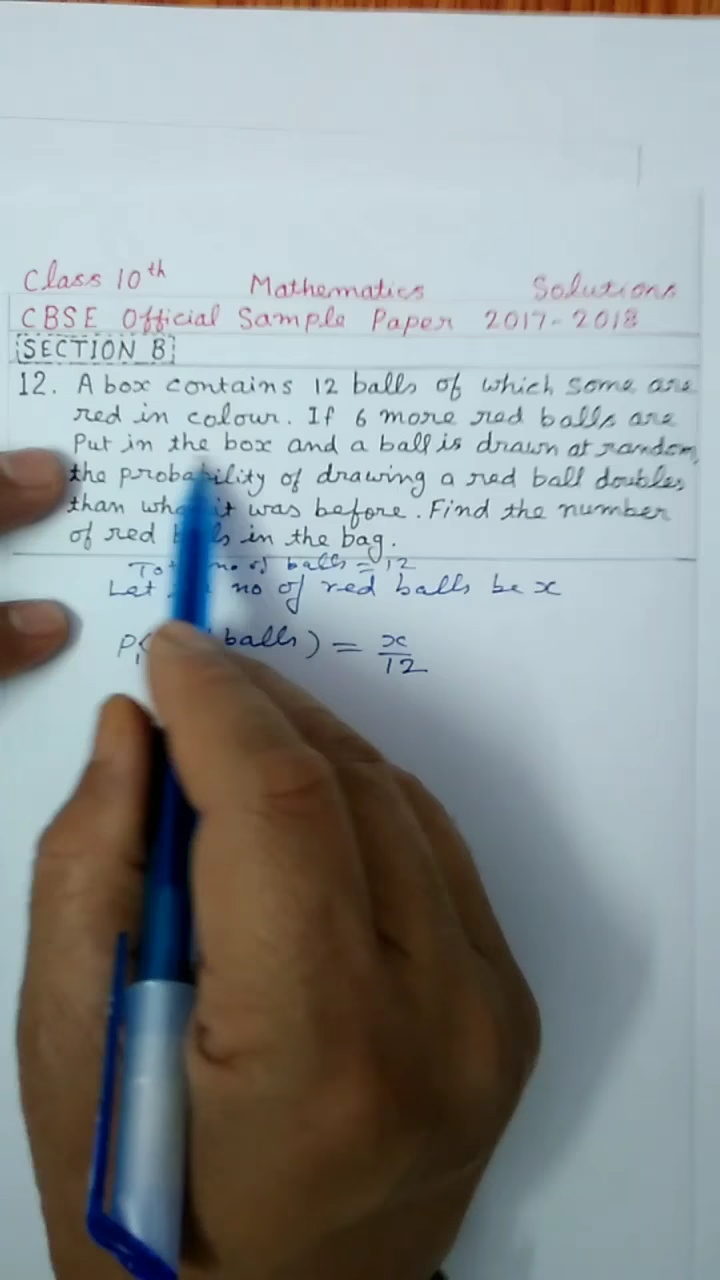 Class 10th Mathematics Solutions
CBSE Official Sample Paper 2017-2018
SECTION B
12. A box contains 12 balls of which some are
red in colour. If 6 more red balls are
Put in the box and a ball is drawn at random,
the probability of drawing a red ball doubles
than it was before. Find the number
of red in the bag.
no of balls = 12
Let no of red balls be x
balls) = x/12